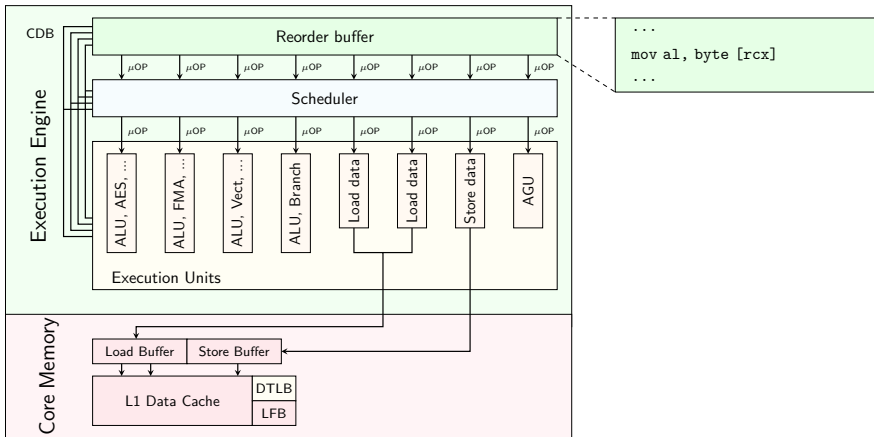 CDB
Reorder buffer
...
mov al, byte [rcx]
...
μOP μOP μOP μOP μOP μOP μOP μOP
Scheduler
μOP μOP μOP μOP μOP μOP μOP μOP
Execution Engine
ALU, AES, ...
ALU, FMA, ...
ALU, Vect, ...
ALU, Branch
Load data
Load data
Store data
AGU
Execution Units
Core Memory
Load Buffer
Store Buffer
L1 Data Cache
DTLB
LFB